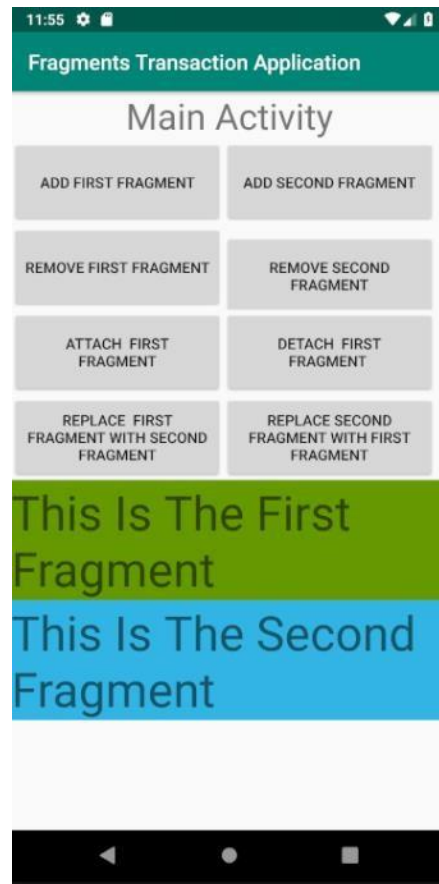 11:55
Fragments Transaction Application
Main Activity
ADD FIRST FRAGMENT
ADD SECOND FRAGMENT
REMOVE FIRST FRAGMENT
REMOVE SECOND
FRAGMENT
ATTACH FIRST
FRAGMENT
DETACH FIRST
FRAGMENT
REPLACE FIRST
FRAGMENT WITH SECOND
FRAGMENT
REPLACE SECOND
FRAGMENT WITH FIRST
FRAGMENT
This Is The First
Fragment
This Is The Second
Fragment